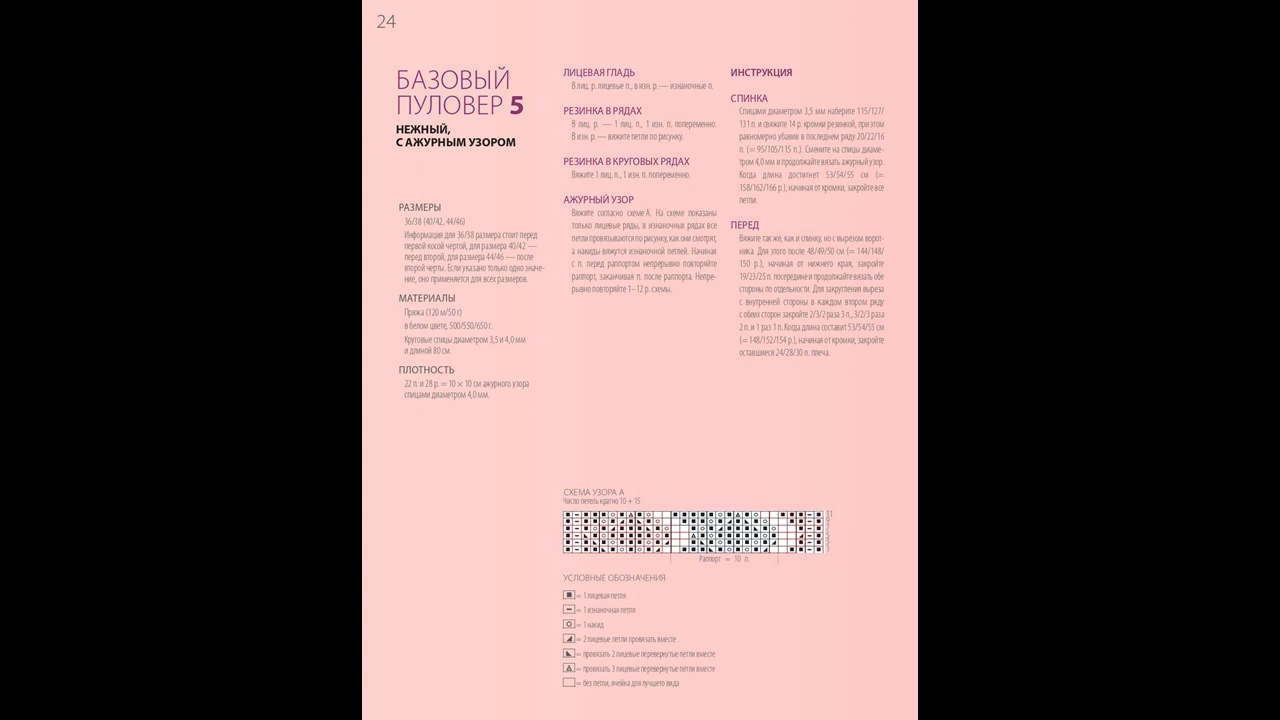 24
БАЗОВЫЙ
ПУЛОВЕР 5
НЕЖНЫЙ,
С АЖУРНЫМ УЗОРОМ
РАЗМЕРЫ
36/38 (40/42, 44/46)
Информация для 36/38 размера стоит перед
первой косой чертой, для размера 40/42 —
перед второй, для размера 44/46 — после
второй черты. Если указано только одно значе-
ние, оно применяется для всех размеров.
МАТЕРИАЛЫ
Пряжа (120 м/50 г)
в белом цвете, 500/550/650 г.
Круговые спицы диаметром 3,5 и 4,0 мм
и длиной 80 см.
ПЛОТНОСТЬ
22 п. и 28 р. = 10 × 10 см ажурного узора
спицами диаметром 4,0 мм.
ЛИЦЕВАЯ ГЛАДЬ
В лиц. р. лицевые п., в изн. р. — изнаночные п.
РЕЗИНКА В РЯДАХ
В лиц. р. — 1 лиц. п., 1 изн. п. попеременно.
В изн. р. — вяжите петли по рисунку.
РЕЗИНКА В КРУГОВЫХ РЯДАХ
Вяжите 1 лиц. п., 1 изн. п. попеременно.
АЖУРНЫЙ УЗОР
Вяжите согласно схеме А. На схеме показаны
только лицевые ряды, в изнаночных рядах все
петли провязываются по рисунку, как они смотрят,
а накиды вяжутся изнаночной петлей. Начиная
с п. перед раппортом непрерывно повторяйте
раппорт, заканчивая п. после раппорта. Непре-
рывно повторяйте 1–12 р. схемы.
ИНСТРУКЦИЯ
СПИНКА
Спицами диаметром 3,5 мм наберите 115/127/
131 п. и свяжите 14 р. кромки резинкой, при этом
равномерно убавив в последнем ряду 20/22/16
п. (= 95/105/115 п.). Смените на спицы диаме-
тром 4,0 мм и продолжайте вязать ажурный узор.
Когда длина достигнет 53/54/55 см (=
158/162/166 р.), начиная от кромки, закройте все
петли.
ПЕРЕД
Вяжите так же, как и спинку, но с вырезом ворот-
ника. Для этого после 48/49/50 см (= 144/148/
150 р.), начиная от нижнего края, закройте
19/23/25 п. посередине и продолжайте вязать обе
стороны по отдельности. Для закругления выреза
с внутренней стороны в каждом втором ряду
с обеих сторон закройте 2/3/2 раза 3 п., 3/2/3 раза
2 п. и 1 раз 1 п. Когда длина составит 53/54/55 см
(= 148/152/154 р.), начиная от кромки, закройте
оставшиеся 24/28/30 п. плеча.
СХЕМА УЗОРА А
Число петель кратно 10 + 15
11
Раппорт = 10 п.
УСЛОВНЫЕ ОБОЗНАЧЕНИЯ
= 1 лицевая петля
= 1 изнаночная петля
= 1 накид
= 2 лицевые петли провязать вместе
= провязать 2 лицевые перевернутые петли вместе
= провязать 3 лицевые перевернутые петли вместе
= без петли, ячейка для лучшего вида